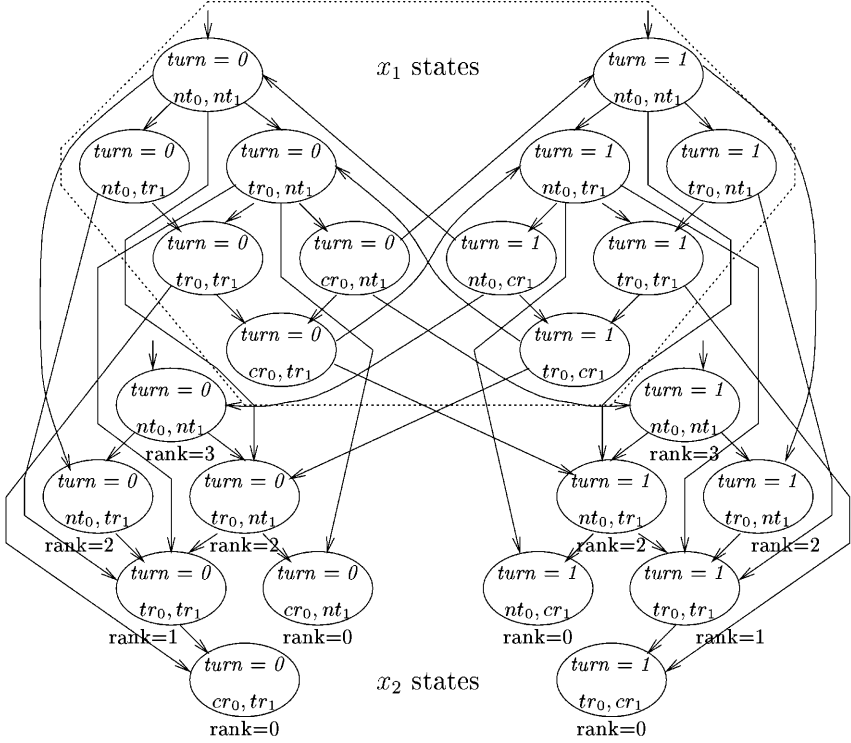 turn = 0
nt₀, nt₁
x₁ states
turn = 1
nt₀, nt₁
turn = 0
nt₀, tr₁
turn = 0
tr₀, nt₁
turn = 1
nt₀, tr₁
turn = 1
tr₀, nt₁
turn = 0
tr₀, tr₁
turn = 0
cr₀, nt₁
turn = 1
nt₀, cr₁
turn = 1
tr₀, tr₁
turn = 0
cr₀, tr₁
turn = 1
tr₀, cr₁
turn = 0
nt₀, nt₁
rank=3
turn = 1
nt₀, nt₁
rank=3
turn = 0
nt₀, tr₁
rank=2
turn = 0
tr₀, nt₁
rank=2
turn = 1
nt₀, tr₁
rank=2
turn = 1
tr₀, nt₁
rank=2
turn = 0
tr₀, tr₁
rank=1
turn = 0
cr₀, nt₁
rank=0
turn = 1
nt₀, cr₁
rank=0
turn = 1
tr₀, tr₁
rank=1
turn = 0
cr₀, tr₁
rank=0
x₂ states
turn = 1
tr₀, cr₁
rank=0